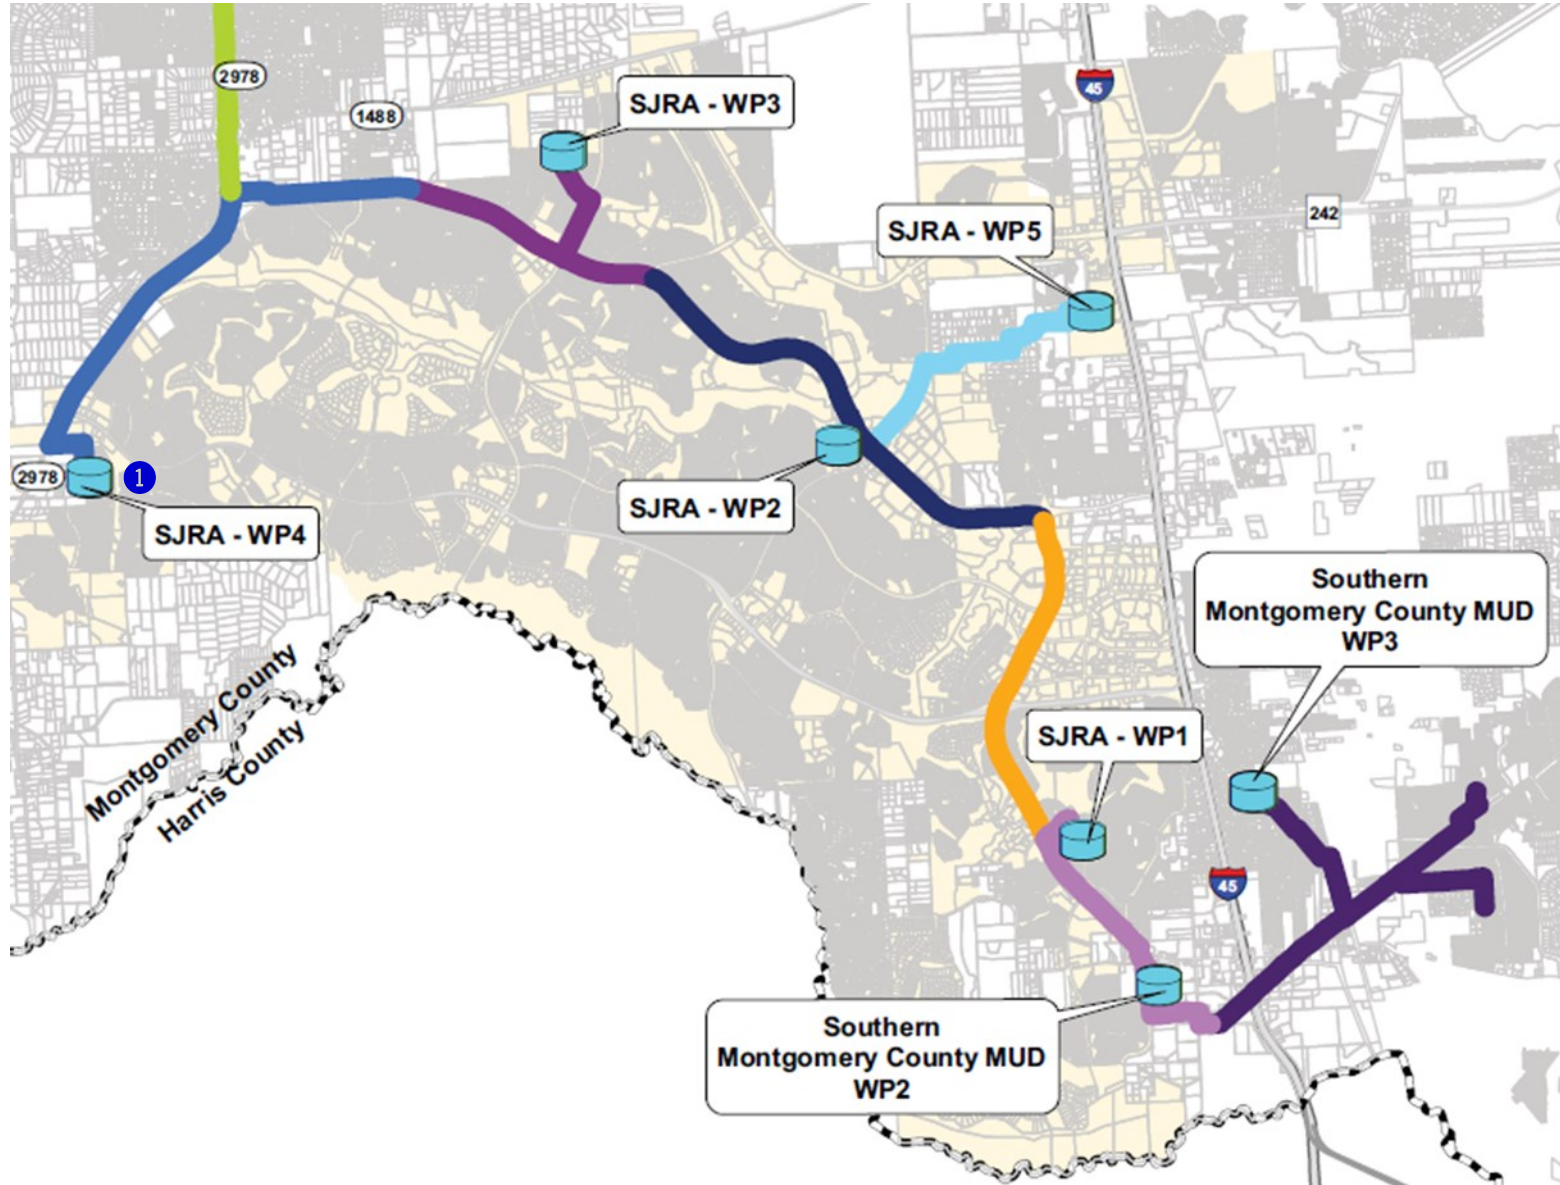 2978
1488
SJRA - WP3
45
SJRA - WP5
242
2978
1
SJRA - WP4
SJRA - WP2
Southern
Montgomery County MUD
WP3
Montgomery County
Harris County
SJRA - WP1
45
Southern
Montgomery County MUD
WP2